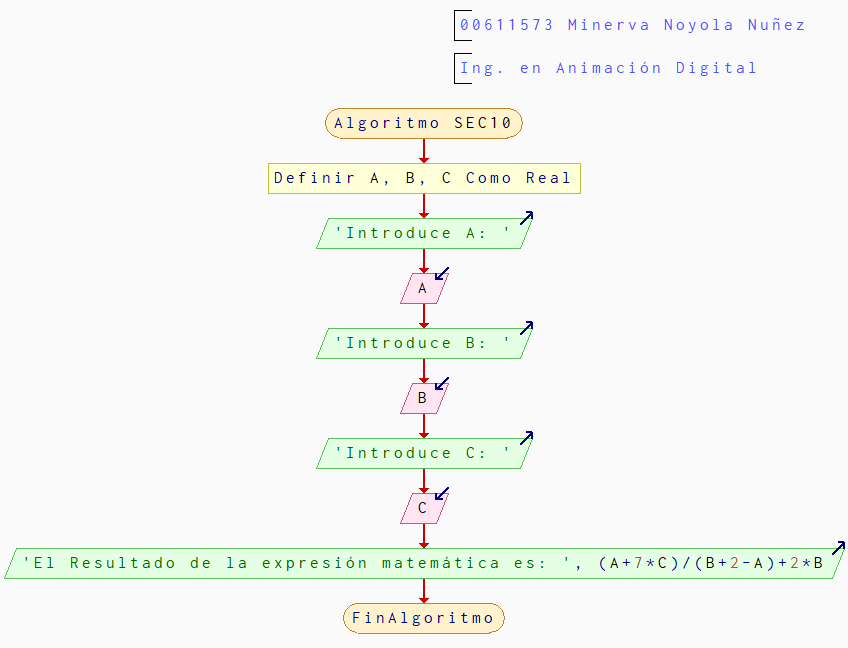 00611573 Minerva Noyola Nuñez
Ing. en Animación Digital
Algoritmo SEC10
Definir A, B, C Como Real
'Introduce A: '
A
'Introduce B: '
B
'Introduce C: '
C
'El Resultado de la expresión matemática es: ', (A+7*C)/(B+2-A)+2*B
FinAlgoritmo